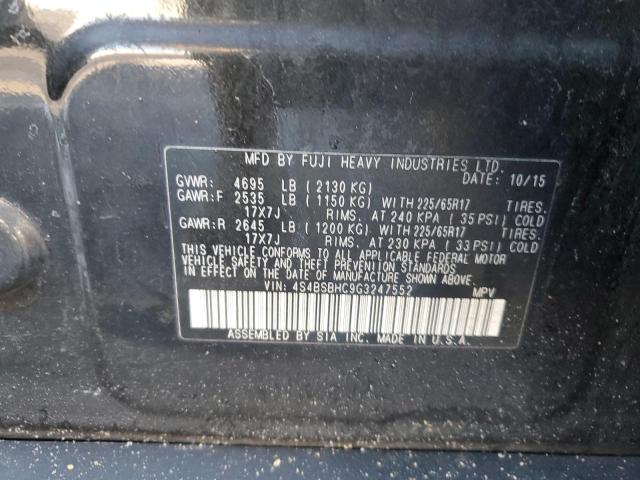 MFD BY FUJI HEAVY INDUSTRIES LTD.
DATE: 10/15
GVWR: 4695 LB ( 2130 KG)
GAWR:F 2535 LB ( 1150 KG) WITH 225/65R17 TIRES.
17X7J RIMS. AT 240 KPA ( 35 PSI) COLD
GAWR:R 2645 LB ( 1200 KG) WITH 225/65R17 TIRES.
17X7J RIMS. AT 230 KPA ( 33 PSI) COLD
THIS VEHICLE CONFORMS TO ALL APPLICABLE FEDERAL MOTOR
VEHICLE SAFETY AND THEFT PREVENTION STANDARDS
IN EFFECT ON THE DATE OF MANUFACTURE SHOWN ABOVE.
VIN: 4S4BSBHC9G3247552 MPV
ASSEMBLED BY SIA INC. MADE IN U.S.A.